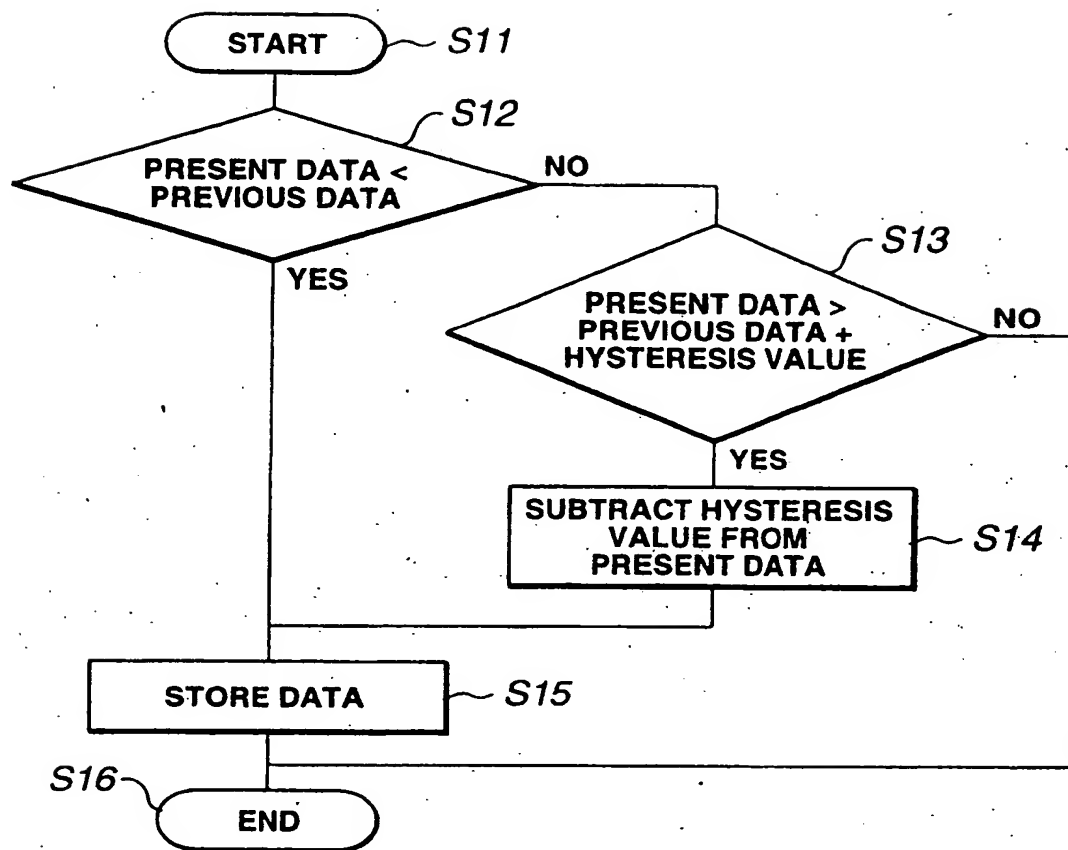 START
S11
S12
PRESENT DATA <
PREVIOUS DATA
NO
YES
S13
PRESENT DATA >
PREVIOUS DATA +
HYSTERESIS VALUE
NO
YES
SUBTRACT HYSTERESIS
VALUE FROM
PRESENT DATA
S14
STORE DATA
S15
S16
END